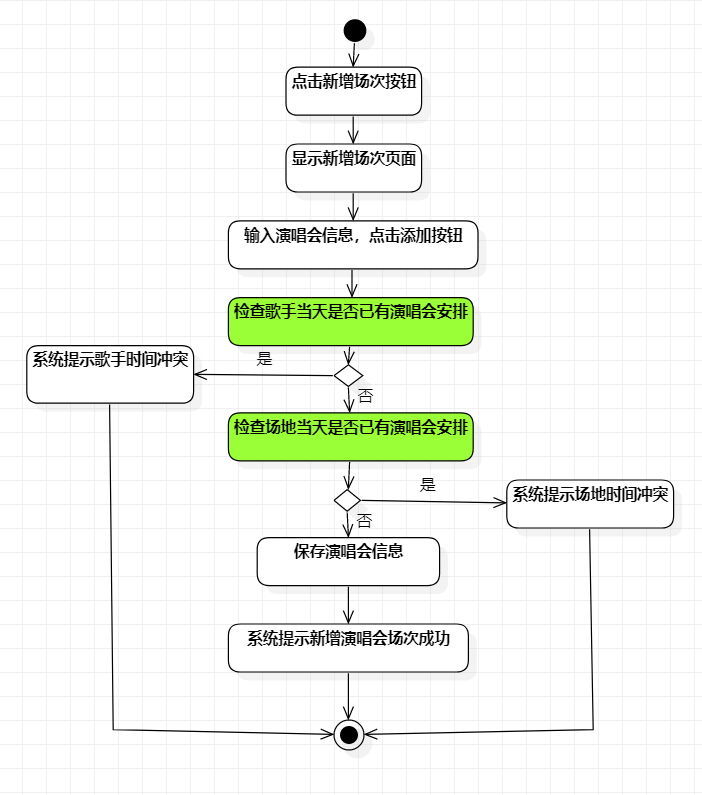 点击新增场次按钮
显示新增场次页面
输入演唱会信息，点击添加按钮
检查歌手当天是否已有演唱会安排
是
系统提示歌手时间冲突
否
检查场地当天是否已有演唱会安排
是
系统提示场地时间冲突
否
保存演唱会信息
系统提示新增演唱会场次成功